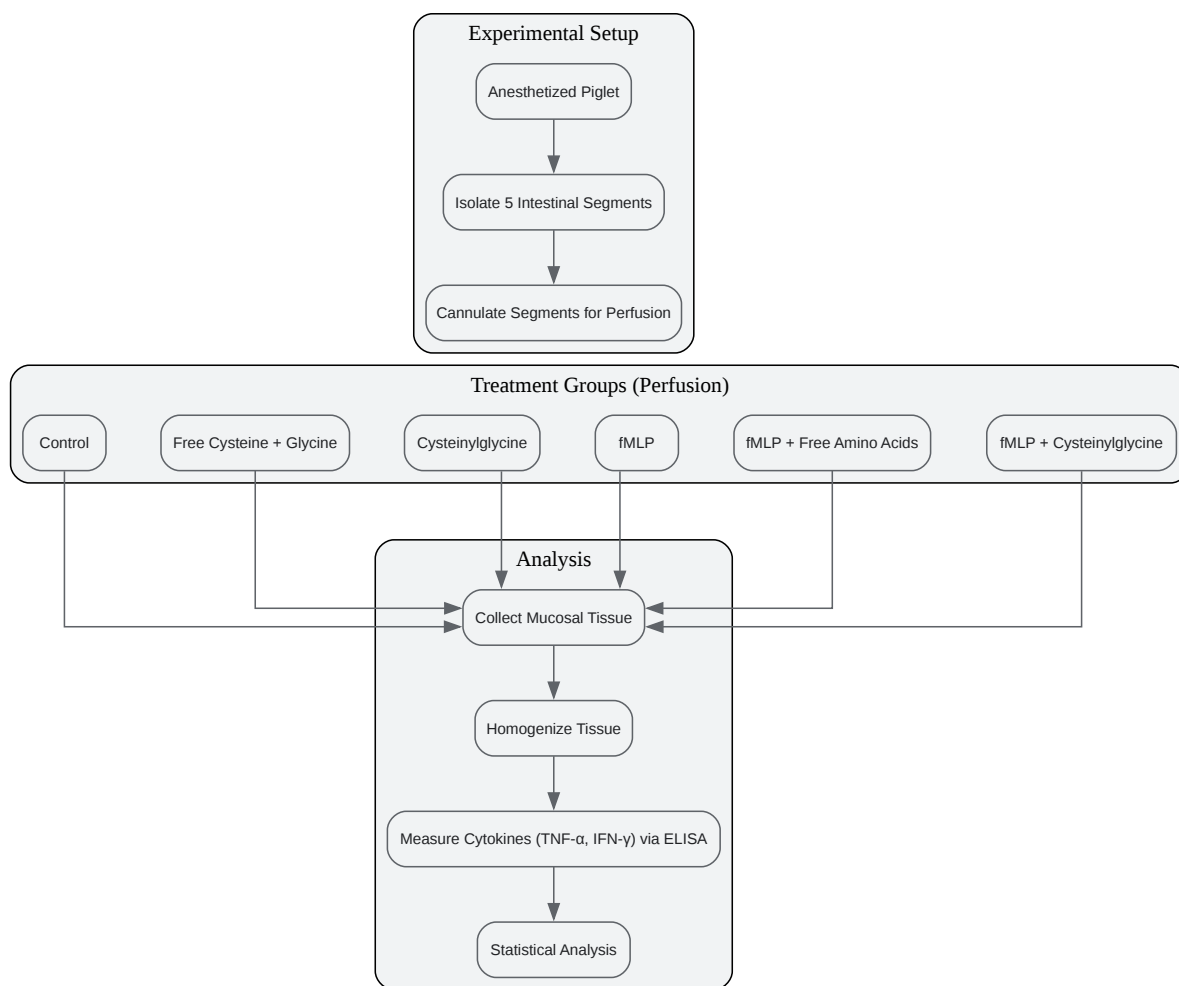 Experimental Setup
Anesthetized Piglet
Isolate 5 Intestinal Segments
Cannulate Segments for Perfusion
Treatment Groups (Perfusion)
Control
Free Cysteine + Glycine
Cysteinylglycine
fMLP
fMLP + Free Amino Acids
fMLP + Cysteinylglycine
Analysis
Collect Mucosal Tissue
Homogenize Tissue
Measure Cytokines (TNF-α, IFN-γ) via ELISA
Statistical Analysis